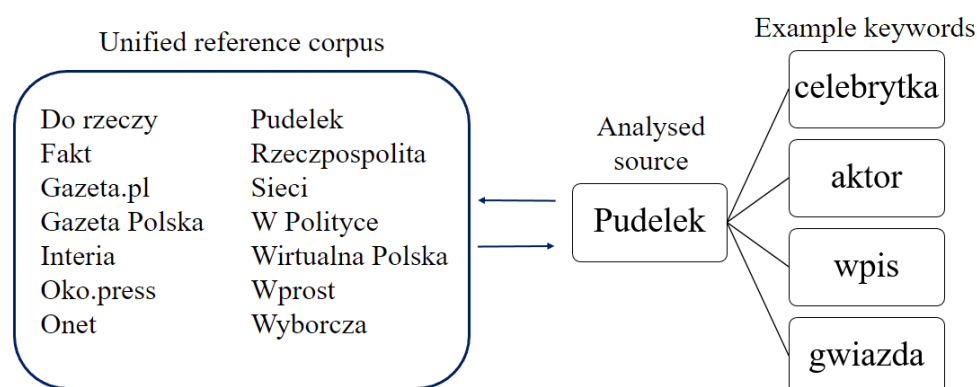 Unified reference corpus
Do rzeczy
Fakt
Gazeta.pl
Gazeta Polska
Interia
Oko.press
Onet
Pudelek
Rzeczpospolita
Sieci
W Polityce
Wirtualna Polska
Wprost
Wyborcza
Analysed
source
Pudelek
Example keywords
celebrytka
aktor
wpis
gwiazda